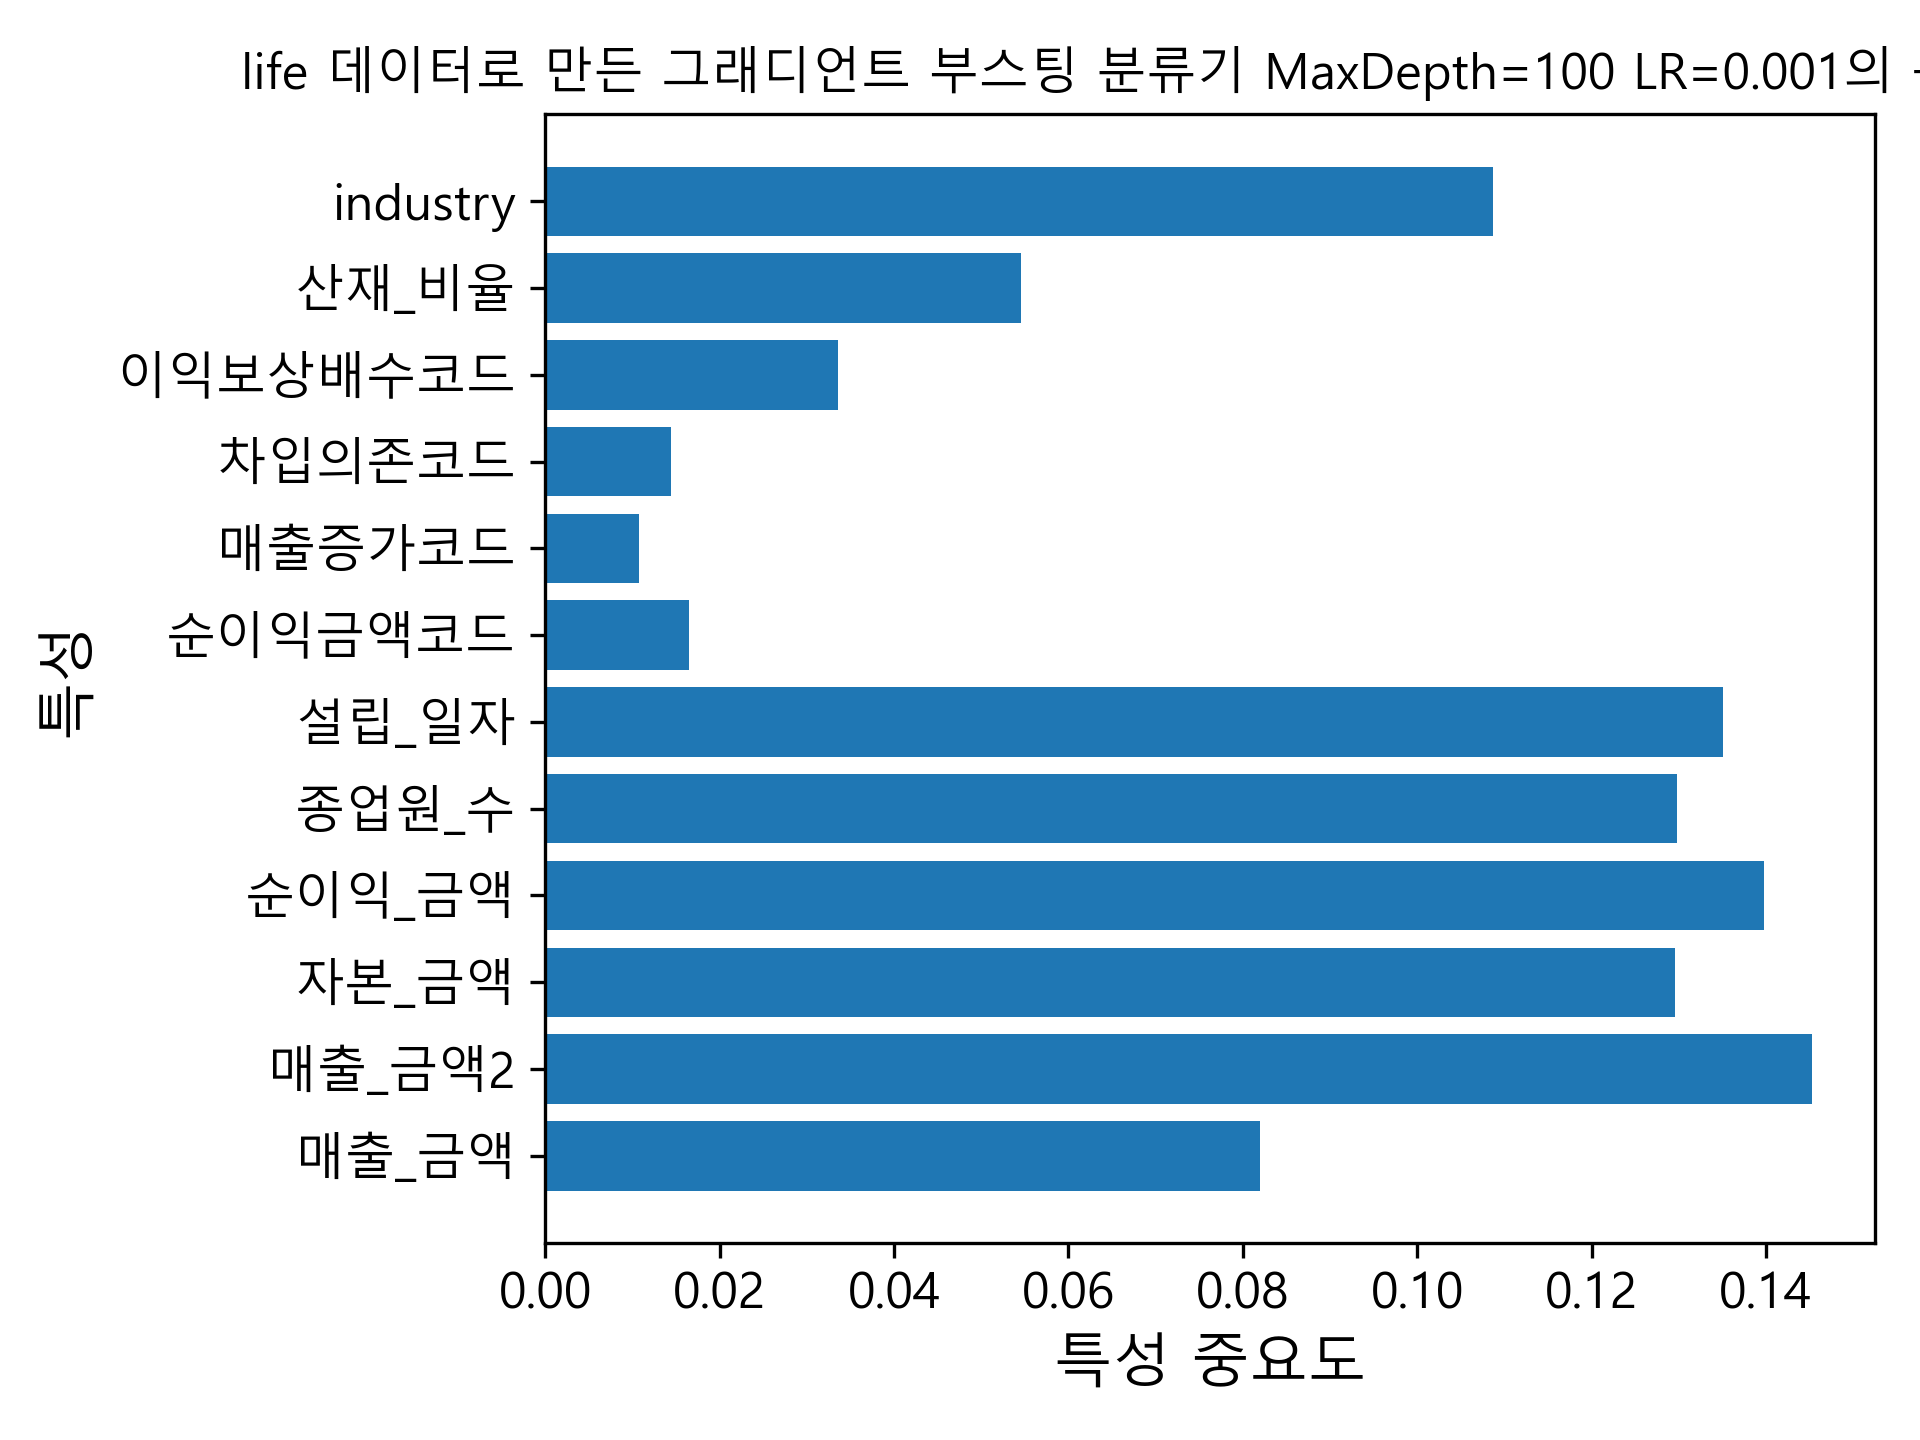 life 데이터로 만든 그래디언트 부스팅 분류기 MaxDepth=100 LR=0.001의
industry
산재_비율
이익보상배수코드
차입의존코드
매출증가코드
순이익금액코드
설립_일자
종업원_수
순이익_금액
자본_금액
매출_금액2
매출_금액
특성
0.00 0.02 0.04 0.06 0.08 0.10 0.12 0.14
특성 중요도